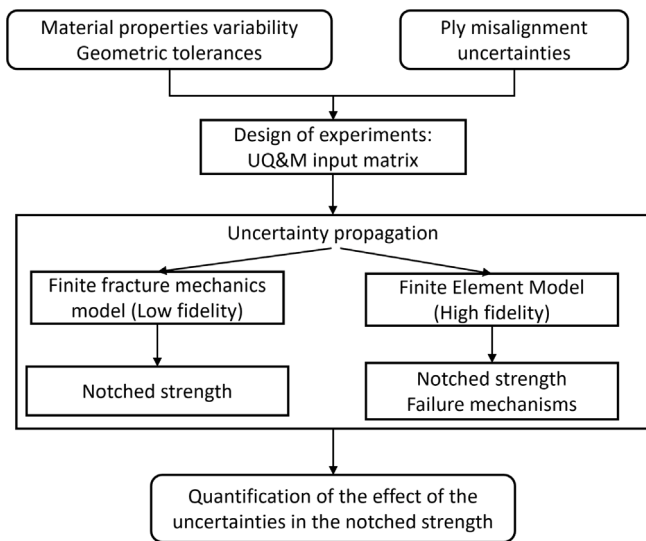 Material properties variability
Geometric tolerances
Ply misalignment
uncertainties
Design of experiments:
UQ&M input matrix
Uncertainty propagation
Finite fracture mechanics
model (Low fidelity)
Finite Element Model
(High fidelity)
Notched strength
Notched strength
Failure mechanisms
Quantification of the effect of the
uncertainties in the notched strength